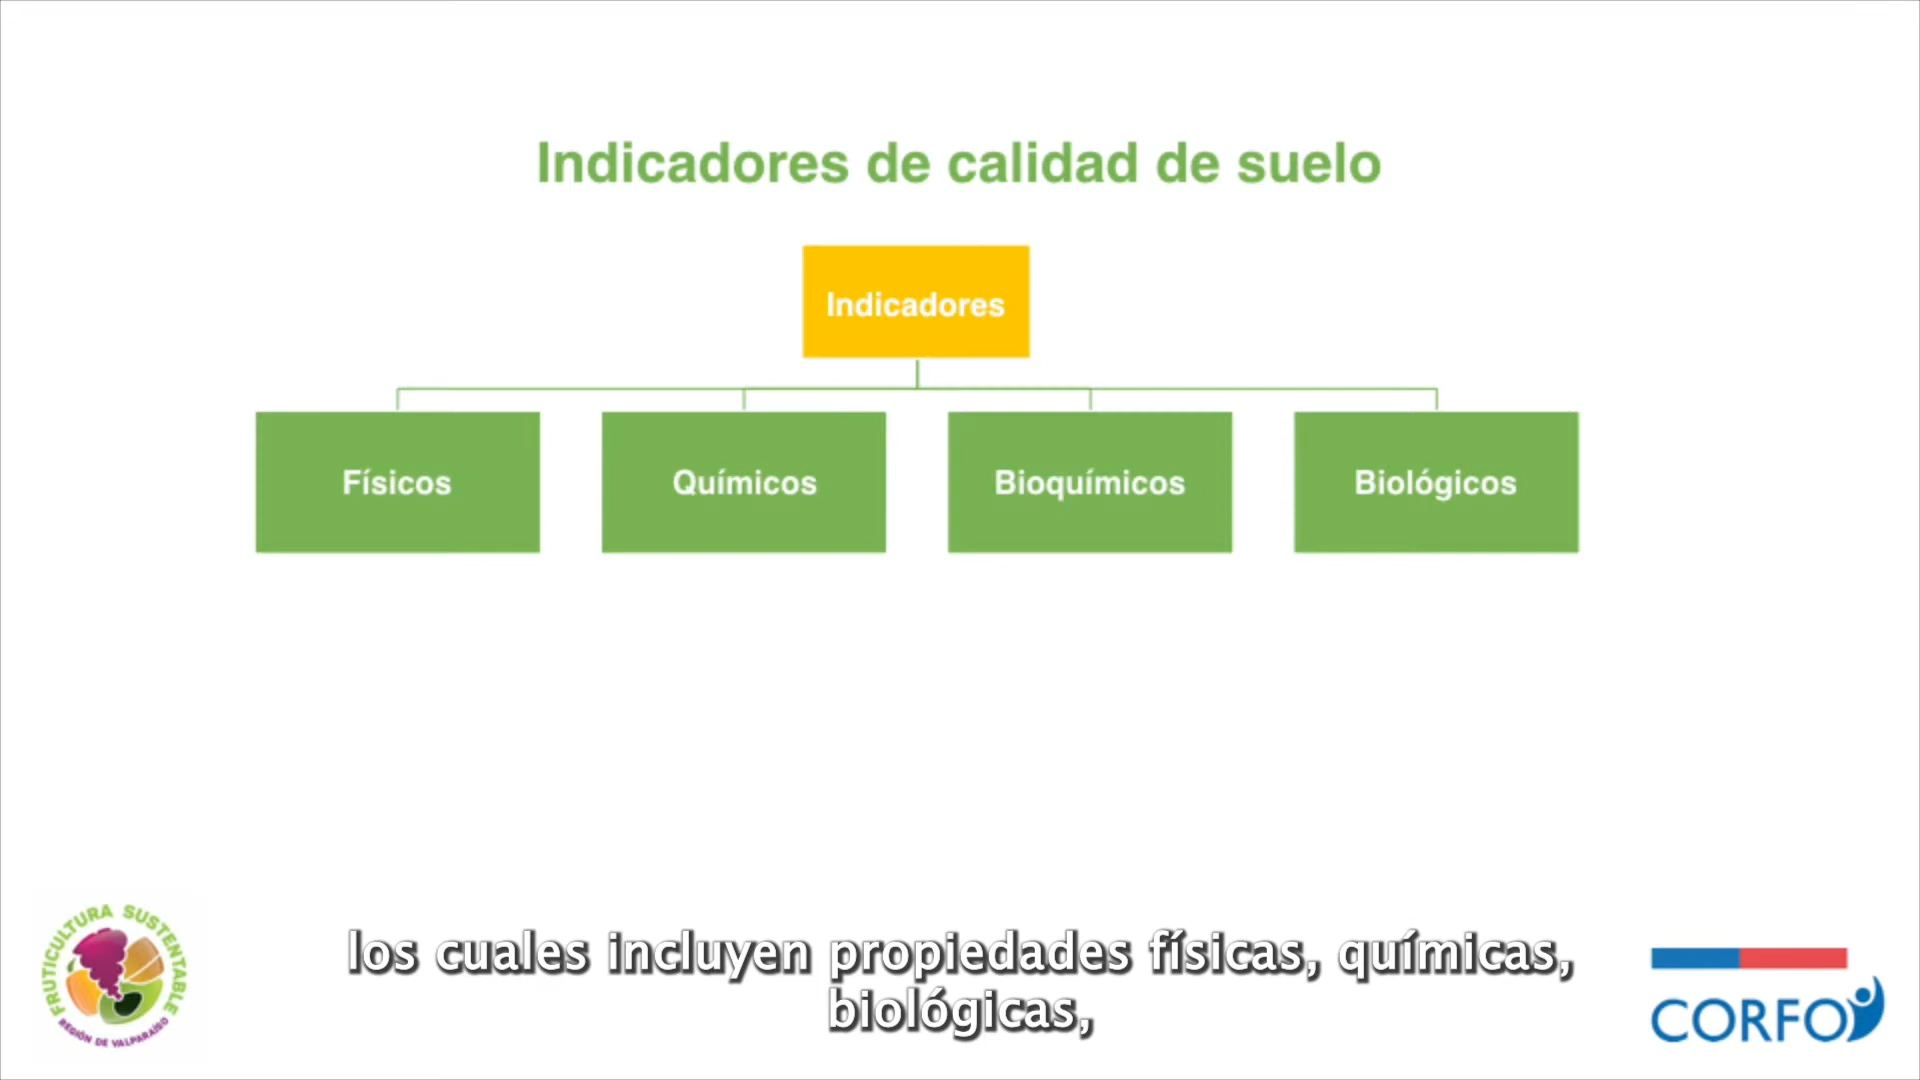 Indicadores de calidad de suelo
Indicadores
Físicos
Químicos
Bioquímicos
Biológicos
FRUTICULTURA SUSTENTABLE
REGIÓN DE VALPARAÍSO
los cuales incluyen propiedades físicas, químicas,
biológicas,
CORFO